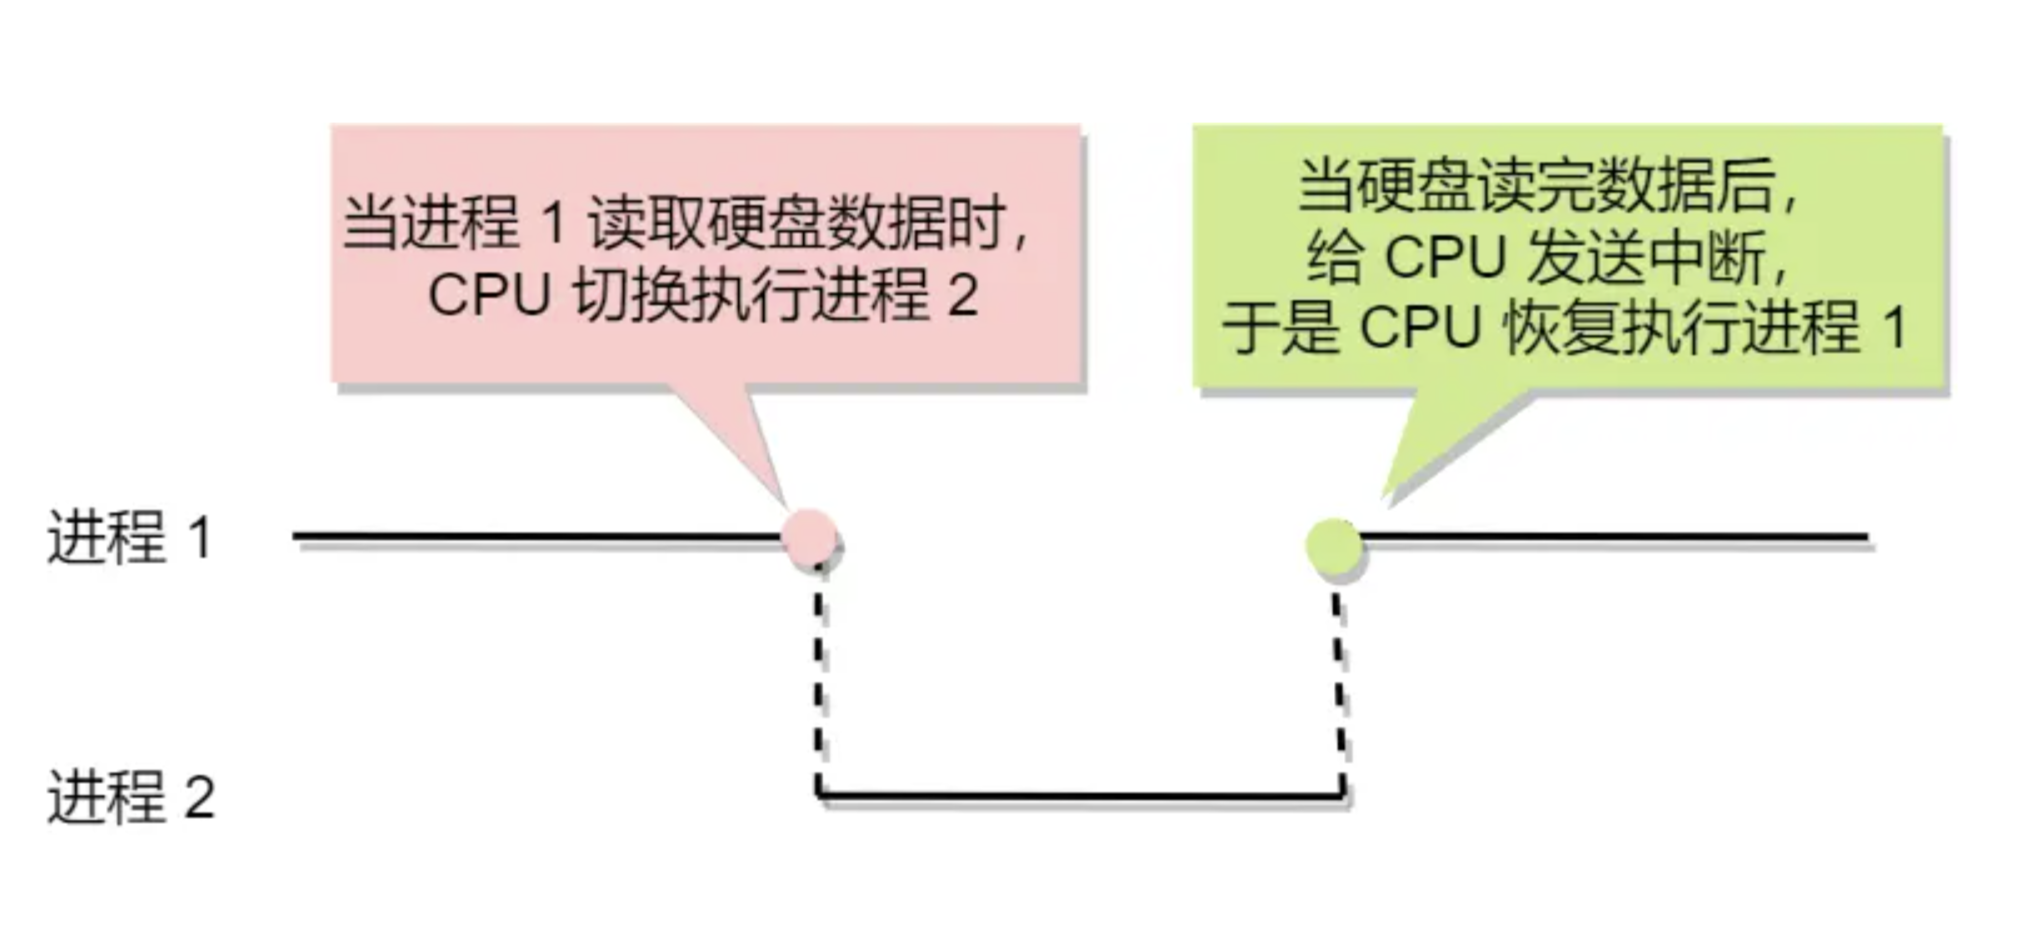 当进程 1 读取硬盘数据时，
CPU 切换执行进程 2
当硬盘读完数据后，
给 CPU 发送中断，
于是 CPU 恢复执行进程 1
进程 1
进程 2